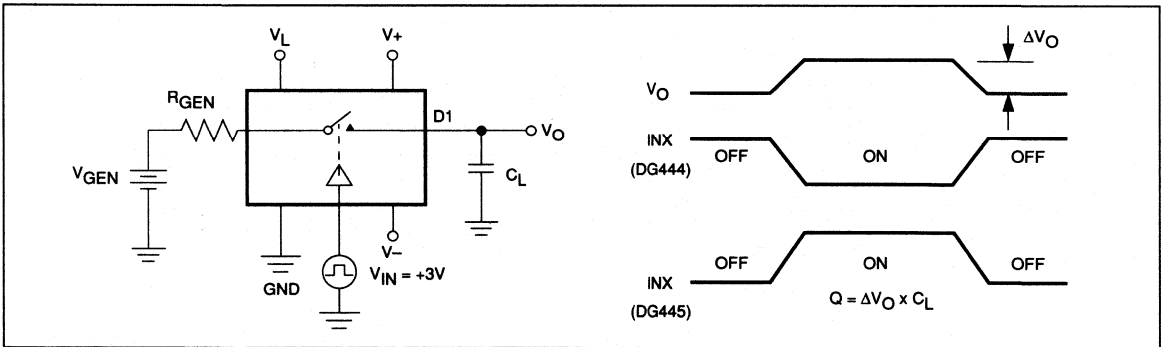 V_L
V+
R_GEN
D1
V_O
V_GEN
C_L
V–
GND
V_IN = +3V
ΔV_O
V_O
INX
(DG444)
OFF
ON
OFF
OFF
ON
OFF
INX
(DG445)
Q = ΔV_O x C_L